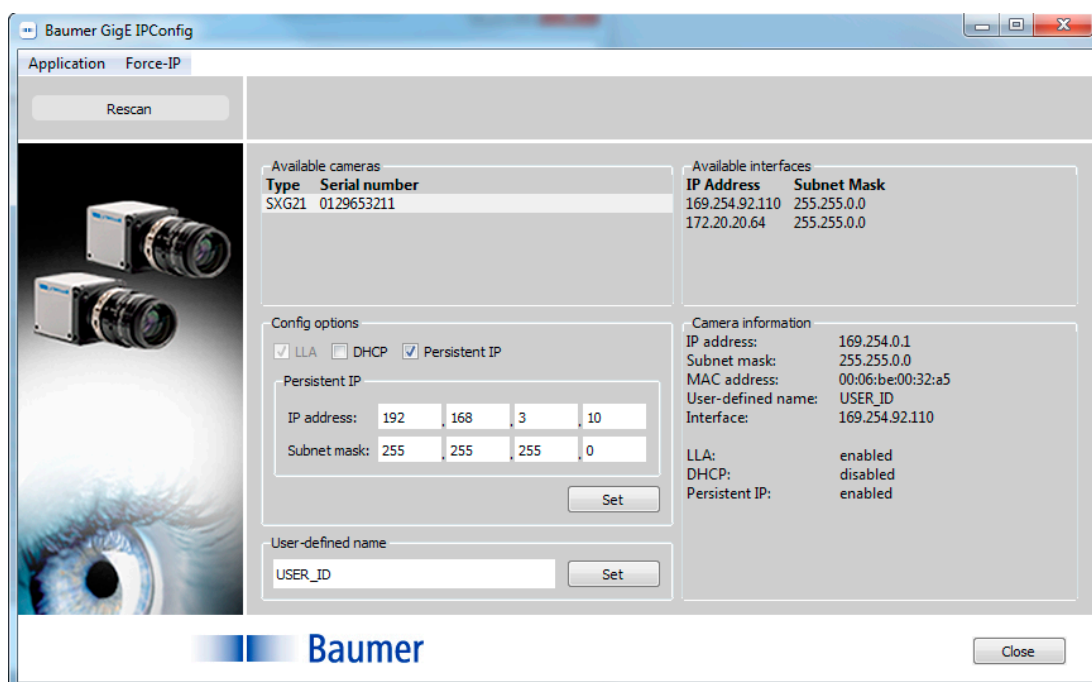 Baumer GigE IPConfig
Application Force-IP
Rescan
Available cameras
Type Serial number
SXG21 0129653211
Available interfaces
IP Address Subnet Mask
169.254.92.110 255.255.0.0
172.20.20.64 255.255.0.0
Config options
LLA DHCP Persistent IP
Persistent IP
IP address: 192 . 168 . 3 . 10
Subnet mask: 255 . 255 . 255 . 0
Set
User-defined name
USER_ID Set
Camera information
IP address: 169.254.0.1
Subnet mask: 255.255.0.0
MAC address: 00:06:be:00:32:a5
User-defined name: USER_ID
Interface: 169.254.92.110
LLA: enabled
DHCP: disabled
Persistent IP: enabled
Baumer
Close